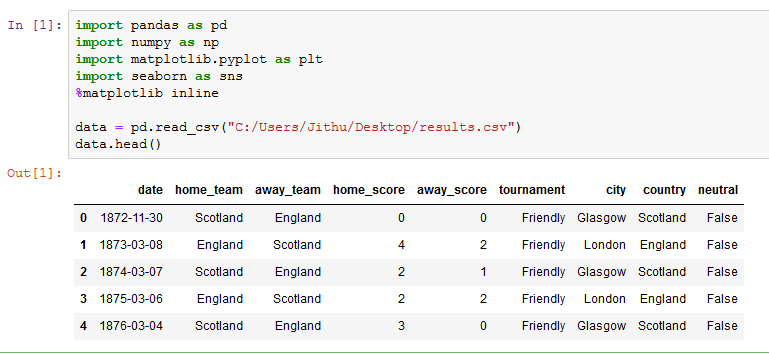 In [1]: import pandas as pd
import numpy as np
import matplotlib.pyplot as plt
import seaborn as sns
%matplotlib inline
data = pd.read_csv("C:/Users/Jithu/Desktop/results.csv")
data.head()
Out[1]:
date home_team away_team home_score away_score tournament city country neutral
0 1872-11-30 Scotland England 0 0 Friendly Glasgow Scotland False
1 1873-03-08 England Scotland 4 2 Friendly London England False
2 1874-03-07 Scotland England 2 1 Friendly Glasgow Scotland False
3 1875-03-06 England Scotland 2 2 Friendly London England False
4 1876-03-04 Scotland England 3 0 Friendly Glasgow Scotland False